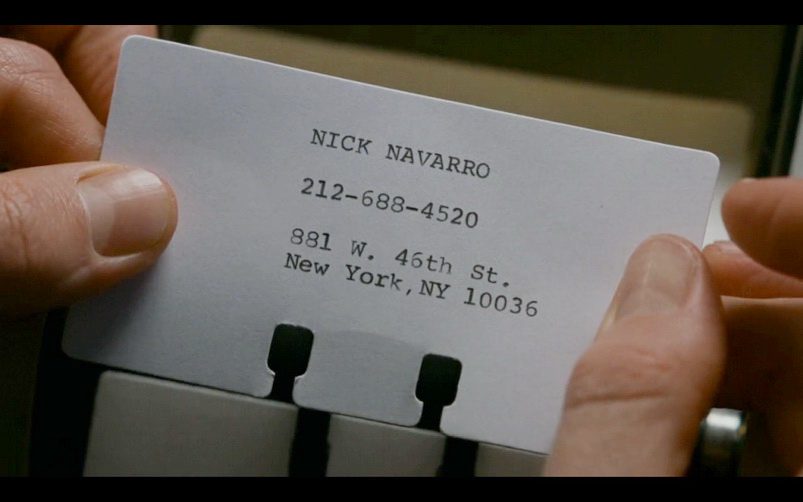 NICK NAVARRO
212-688-4520
881 W. 46th St.
New York,NY 10036